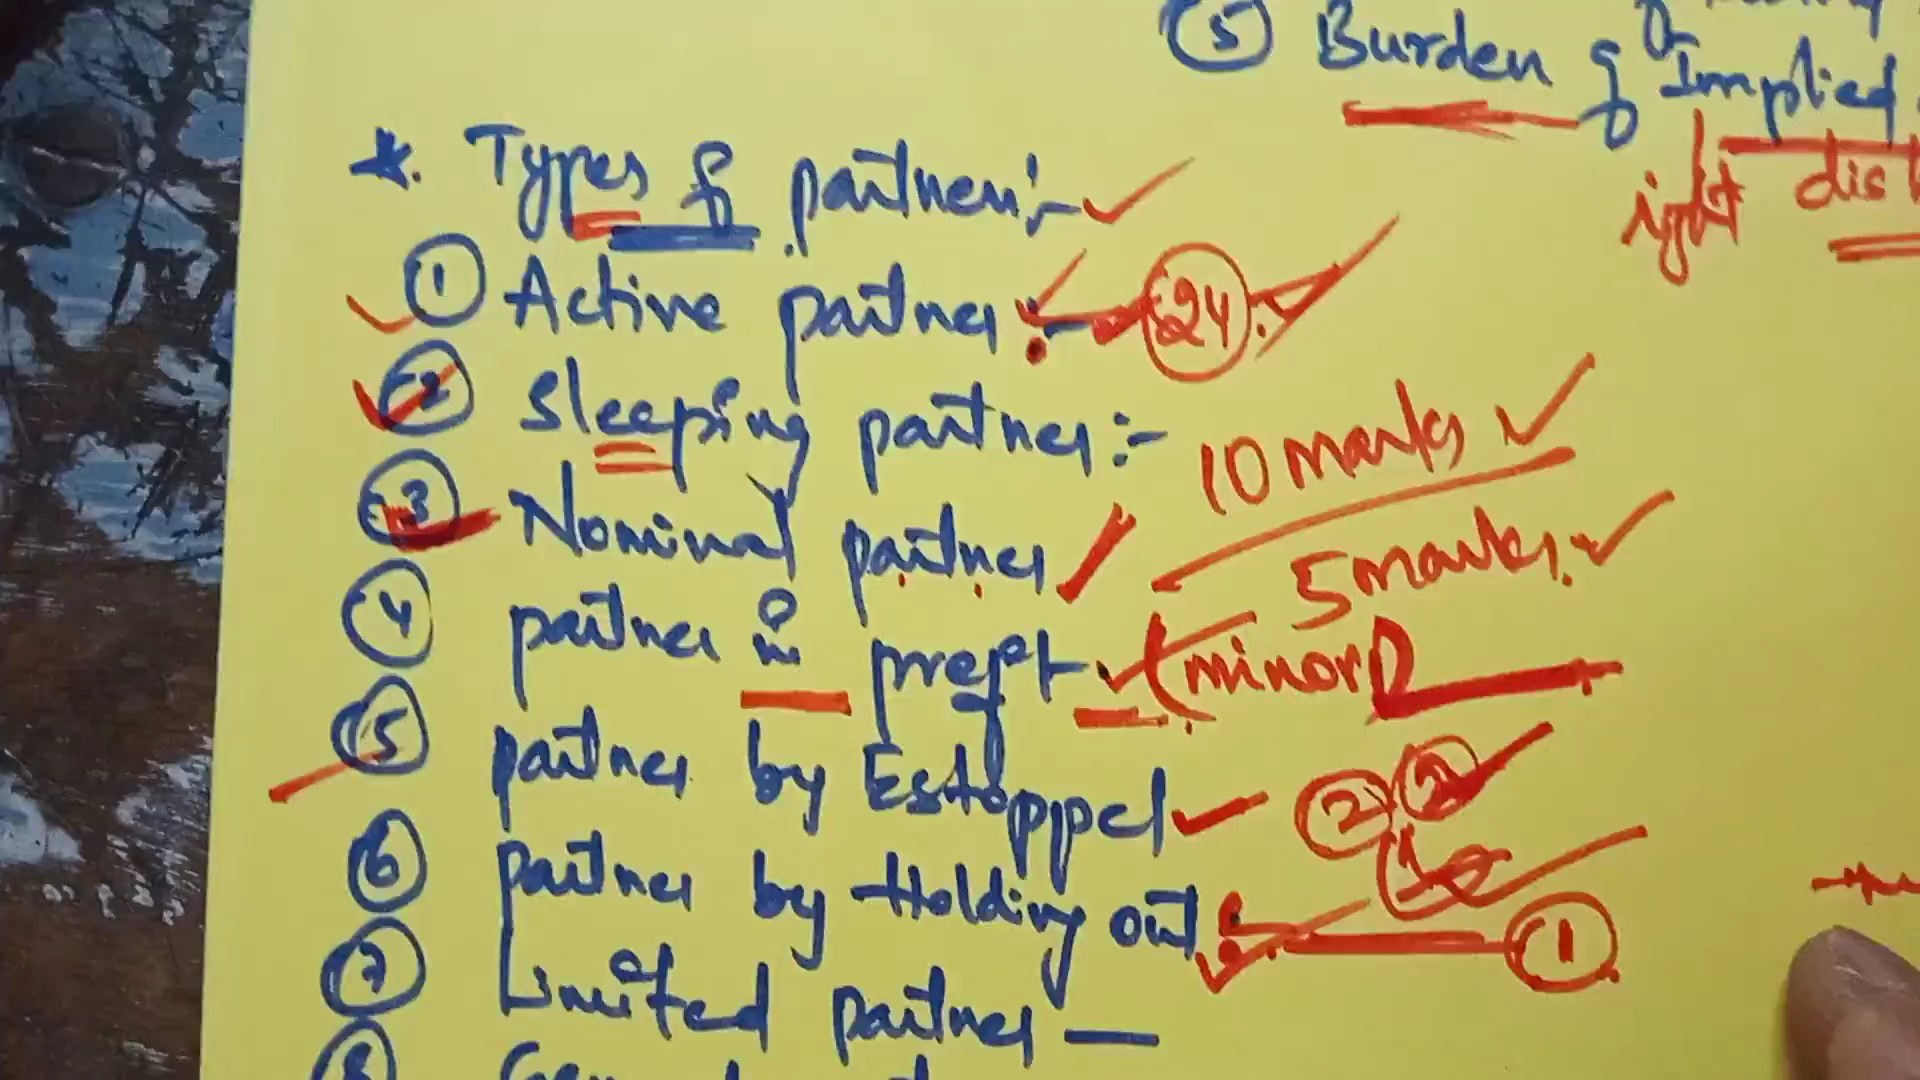 ⑤ Burden of Implied
ight dis
*. Types of partner:- ✓
① Active partner :- 24
② Sleeping partner:-
10 marks ✓
③ Nominal partner
5 marks. ✓
④ partner in profit (minor)
⑤ partner by Estoppel ✓ 2 2
⑥ partner by Holding out 1
⑦ Limited partner —
⑧